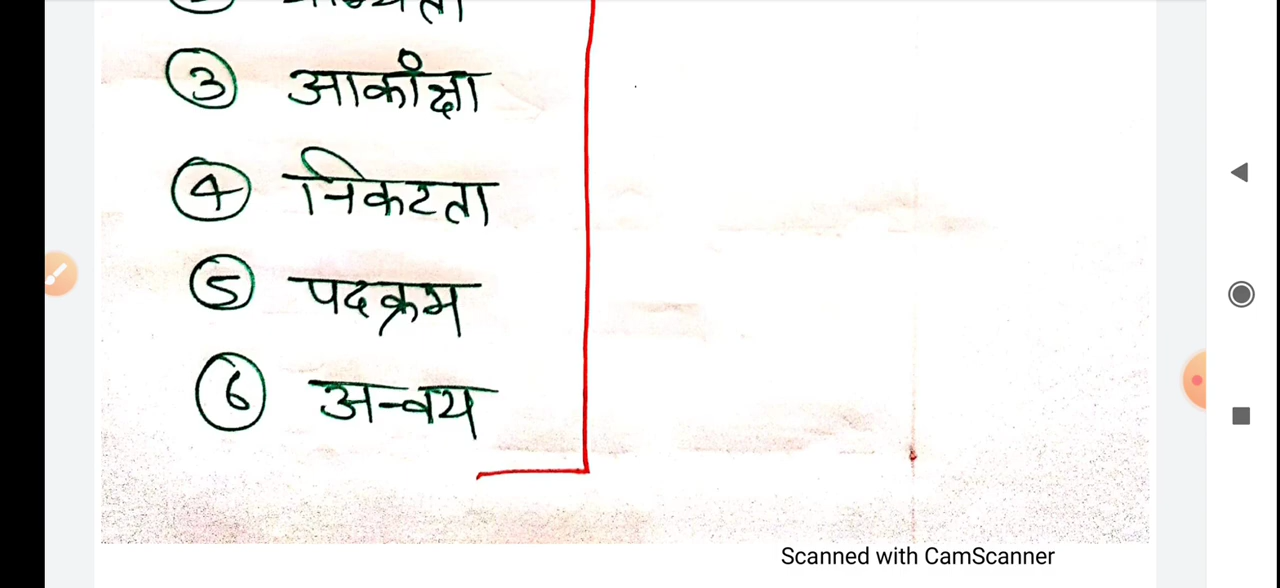 3 आकांक्षा
4 निकटता
5 पदक्रम
6 अन्वय
Scanned with CamScanner